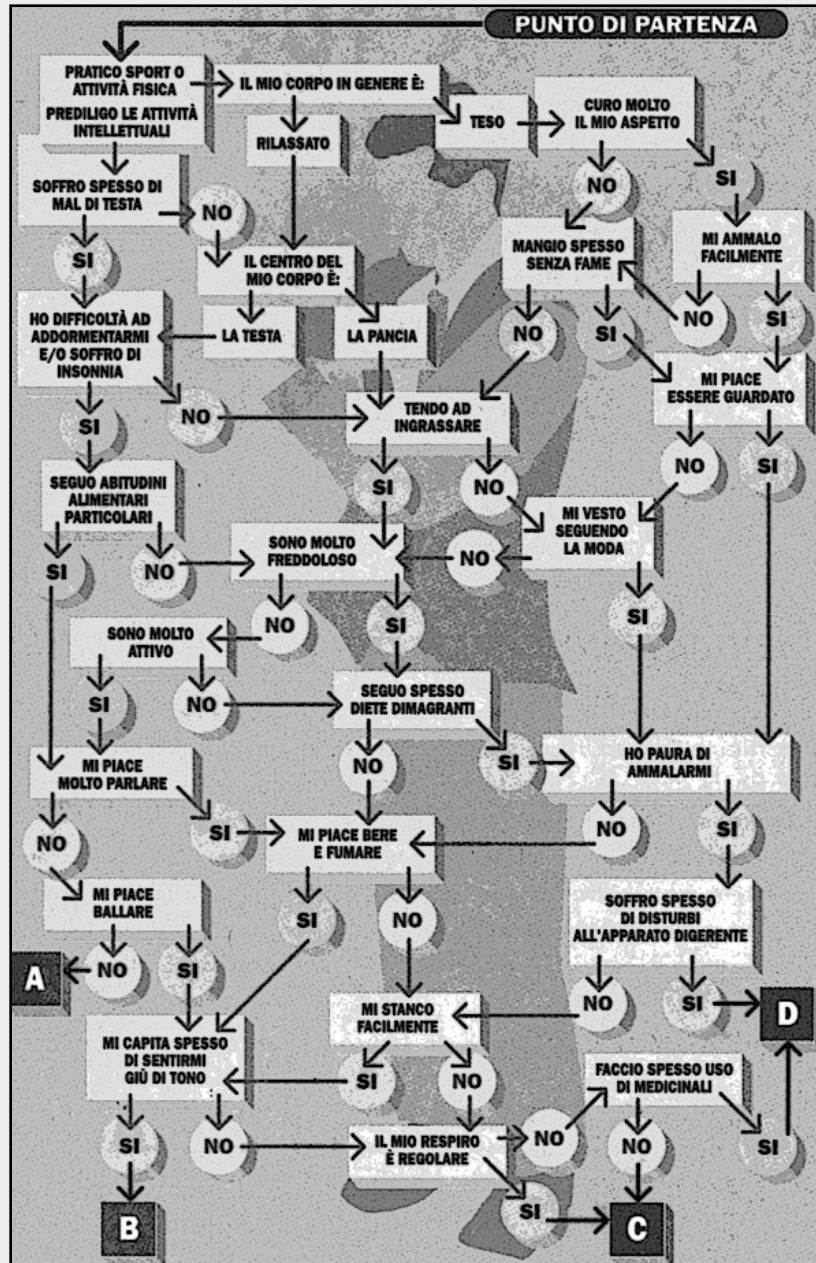 PUNTO DI PARTENZA
PRATICO SPORT O
ATTIVITÀ FISICA
PREDILIGO LE ATTIVITÀ
INTELLETTUALI
IL MIO CORPO IN GENERE È:
TESO
CURO MOLTO
IL MIO ASPETTO
RILASSATO
SOFFRO SPESSO DI
MAL DI TESTA
NO
NO
SI
SI
IL CENTRO DEL
MIO CORPO È:
MANGIO SPESSO
SENZA FAME
MI AMMALO
FACILMENTE
HO DIFFICOLTÀ AD
ADDORMENTARMI
E/O SOFFRO DI
INSONNIA
LA TESTA
LA PANCIA
NO
SI
NO
SI
MI PIACE
ESSERE GUARDATO
SI
NO
TENDO AD
INGRASSARE
NO
SI
SEGUO ABITUDINI
ALIMENTARI
PARTICOLARI
SI
NO
MI VESTO
SEGUENDO
LA MODA
SI
NO
SONO MOLTO
FREDDOLOSO
NO
SI
NO
SI
SONO MOLTO
ATTIVO
SI
NO
SEGUO SPESSO
DIETE DIMAGRANTI
MI PIACE
MOLTO PARLARE
NO
SI
HO PAURA DI
AMMALARMI
NO
SI
MI PIACE BERE
E FUMARE
NO
SI
MI PIACE
BALLARE
SI
NO
SOFFRO SPESSO
DI DISTURBI
ALL'APPARATO DIGERENTE
A
NO
SI
MI STANCO
FACILMENTE
NO
SI
D
MI CAPITA SPESSO
DI SENTIRMI
GIÙ DI TONO
SI
NO
FACCIO SPESSO USO
DI MEDICINALI
SI
NO
IL MIO RESPIRO
È REGOLARE
NO
NO
SI
B
SI
C